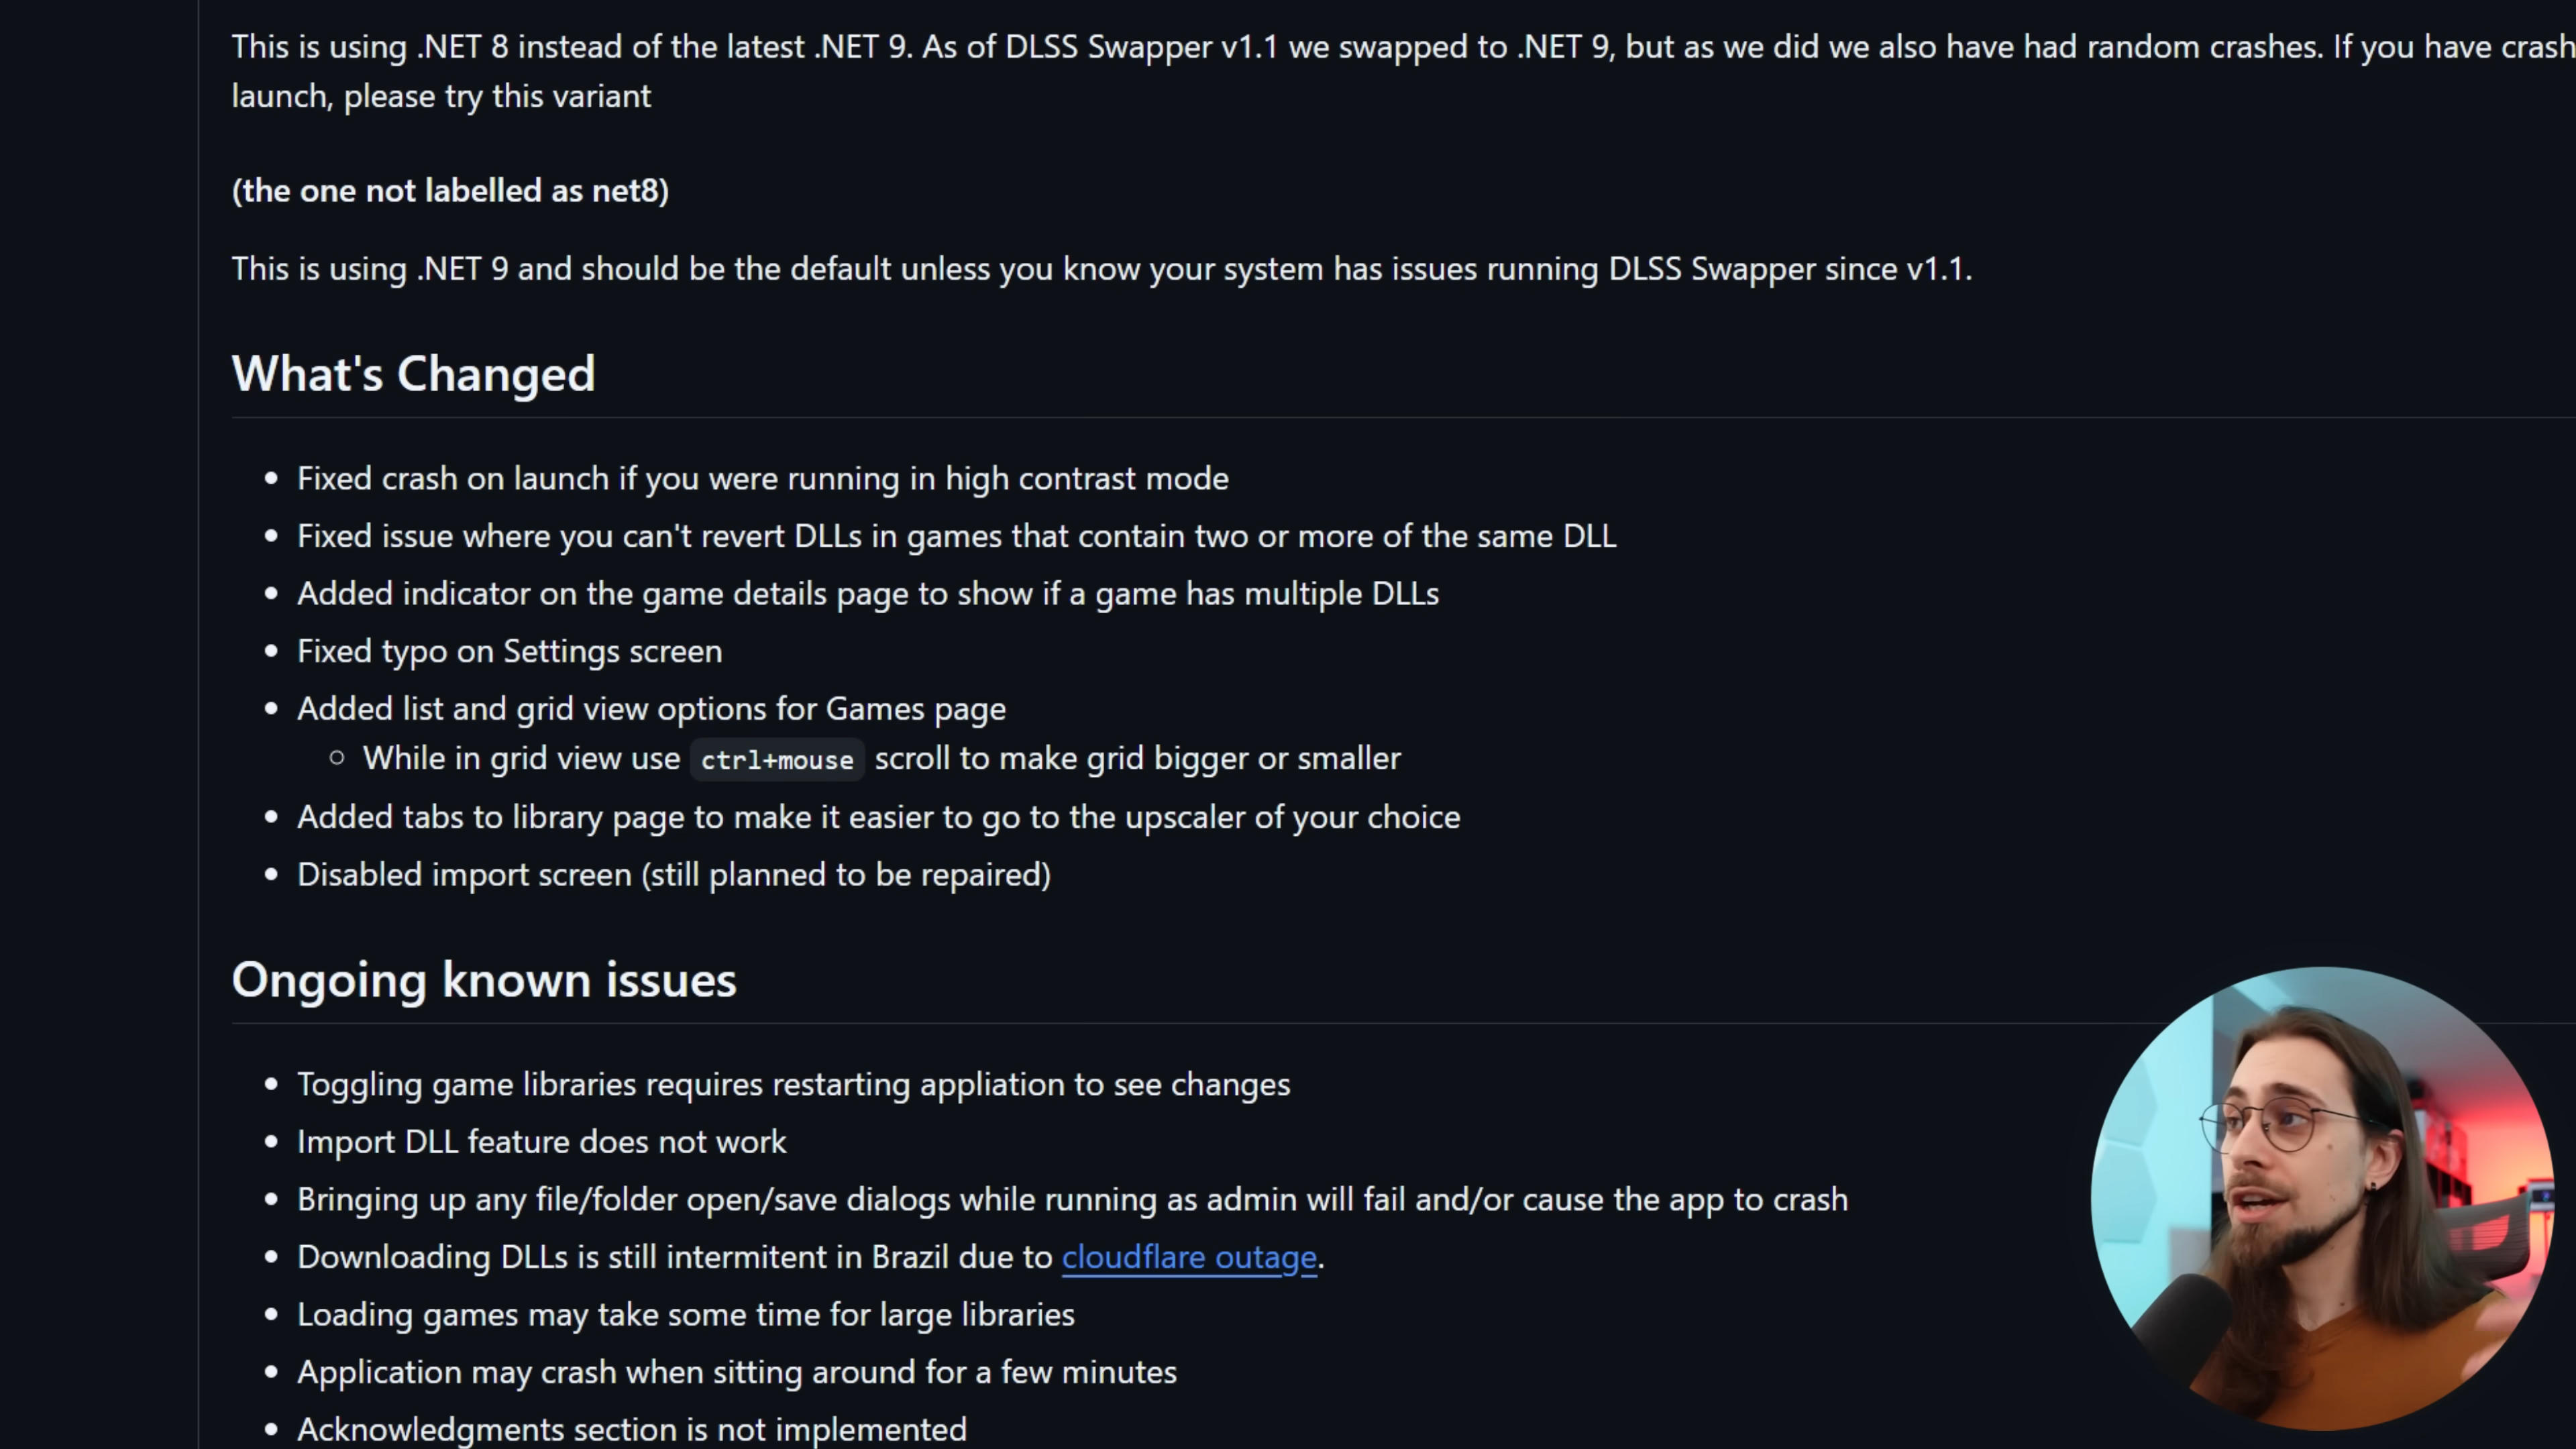 This is using .NET 8 instead of the latest .NET 9. As of DLSS Swapper v1.1 we swapped to .NET 9, but as we did we also have had random crashes. If you have crash
launch, please try this variant
(the one not labelled as net8)
This is using .NET 9 and should be the default unless you know your system has issues running DLSS Swapper since v1.1.
What's Changed
• Fixed crash on launch if you were running in high contrast mode
• Fixed issue where you can't revert DLLs in games that contain two or more of the same DLL
• Added indicator on the game details page to show if a game has multiple DLLs
• Fixed typo on Settings screen
• Added list and grid view options for Games page
○ While in grid view use ctrl+mouse scroll to make grid bigger or smaller
• Added tabs to library page to make it easier to go to the upscaler of your choice
• Disabled import screen (still planned to be repaired)
Ongoing known issues
• Toggling game libraries requires restarting appliation to see changes
• Import DLL feature does not work
• Bringing up any file/folder open/save dialogs while running as admin will fail and/or cause the app to crash
• Downloading DLLs is still intermitent in Brazil due to cloudflare outage.
• Loading games may take some time for large libraries
• Application may crash when sitting around for a few minutes
• Acknowledgments section is not implemented